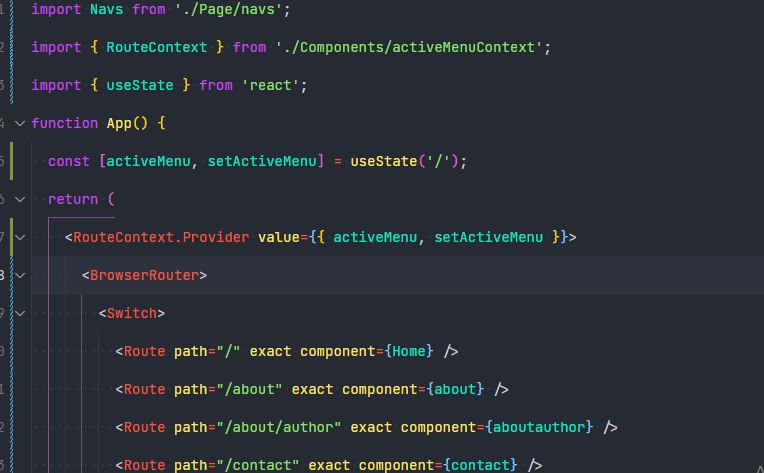 1 import Navs from './Page/navs';
2 import { RouteContext } from './Components/activeMenuContext';
3 import { useState } from 'react';
4 function App() {
5 const [activeMenu, setActiveMenu] = useState('/');
6 return (
7 <RouteContext.Provider value={{ activeMenu, setActiveMenu }}>
8 <BrowserRouter>
9 <Switch>
0 <Route path="/" exact component={Home} />
1 <Route path="/about" exact component={about} />
2 <Route path="/about/author" exact component={aboutauthor} />
3 <Route path="/contact" exact component={contact} />